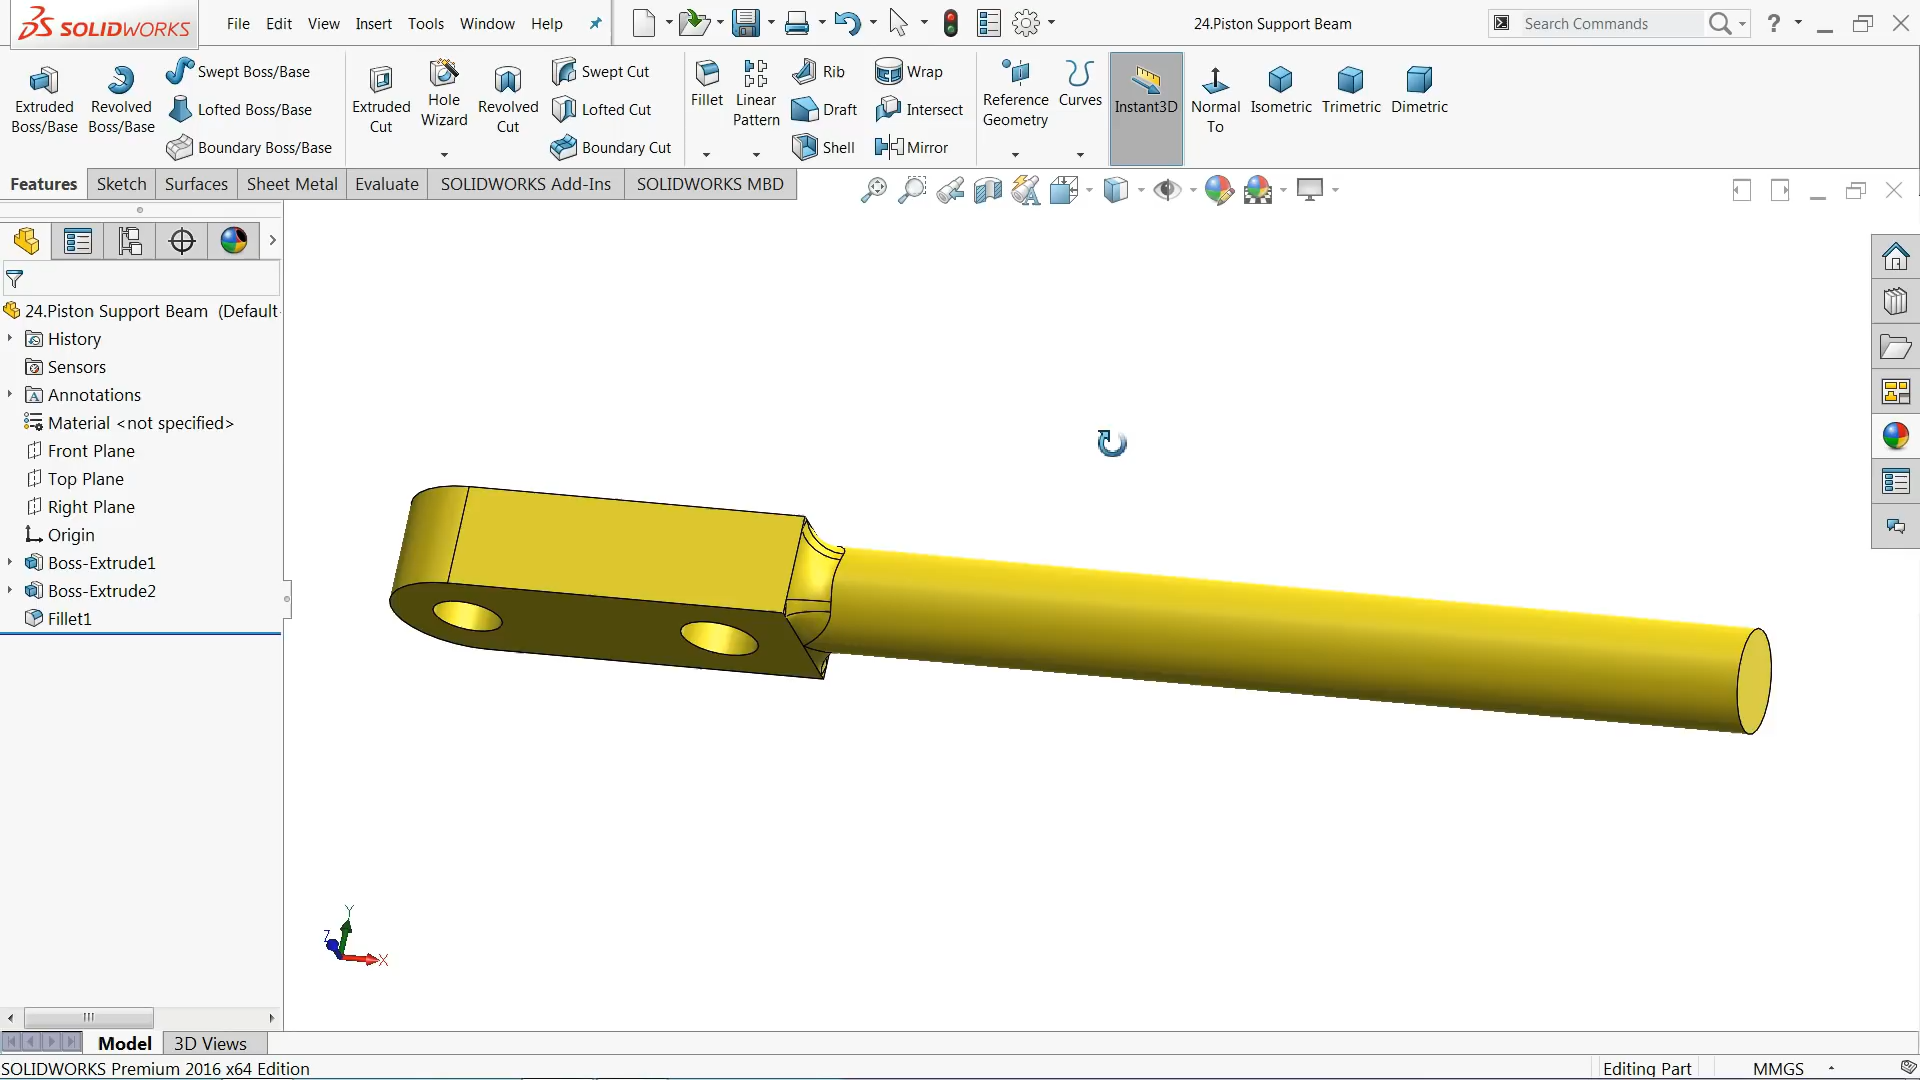 SOLIDWORKS
File Edit View Insert Tools Window Help
24.Piston Support Beam
Search Commands
?
Extruded Boss/Base
Revolved Boss/Base
Swept Boss/Base
Lofted Boss/Base
Boundary Boss/Base
Extruded Cut
Hole Wizard
Revolved Cut
Swept Cut
Lofted Cut
Boundary Cut
Fillet
Linear Pattern
Rib
Draft
Shell
Wrap
Intersect
Mirror
Reference Geometry
Curves
Instant3D
Normal To
Isometric
Trimetric
Dimetric
Features Sketch Surfaces Sheet Metal Evaluate SOLIDWORKS Add-Ins SOLIDWORKS MBD
24.Piston Support Beam (Default
History
Sensors
Annotations
Material <not specified>
Front Plane
Top Plane
Right Plane
Origin
Boss-Extrude1
Boss-Extrude2
Fillet1
Y
Z
X
Model 3D Views
SOLIDWORKS Premium 2016 x64 Edition
Editing Part MMGS